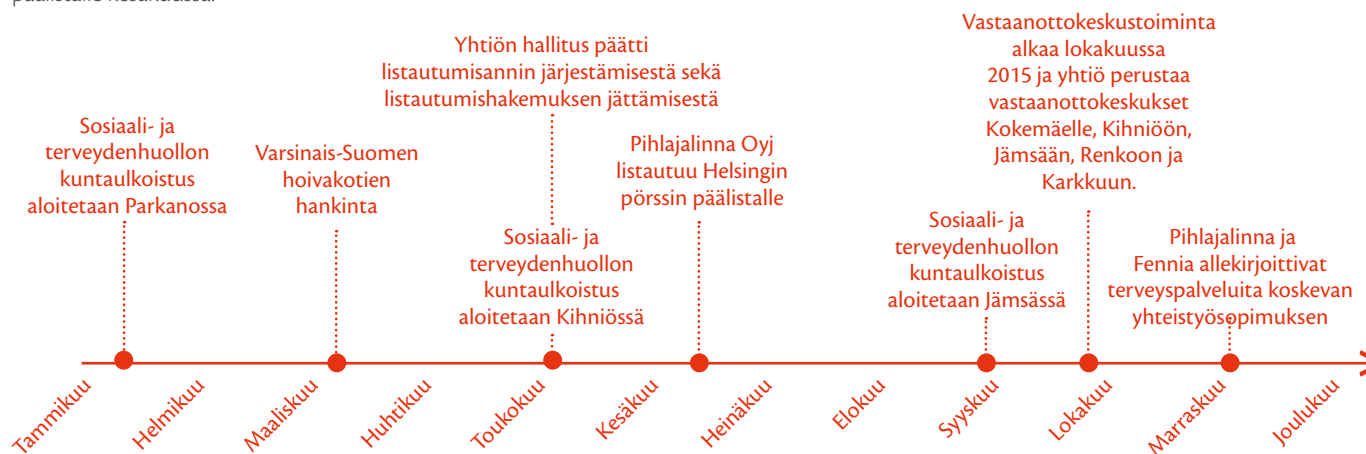 päälistalle kesäkuussa.
Sosiaali- ja
terveydenhuollon
kuntaulkoistus
aloitetaan Parkanossa
Varsinais-Suomen
hoivakotien
hankinta
Yhtiön hallitus päätti
listautumisannin järjestämisestä sekä
listautumishakemuksen jättämisestä
Sosiaali- ja
terveydenhuollon
kuntaulkoistus
aloitetaan Kihniössä
Pihlajalinna Oyj
listautuu Helsingin
pörssin päälistalle
Sosiaali- ja
terveydenhuollon
kuntaulkoistus
aloitetaan Jämsässä
Vastaanottokeskustoiminta
alkaa lokakuussa
2015 ja yhtiö perustaa
vastaanottokeskukset
Kokemäelle, Kihniöön,
Jämsään, Renkoon ja
Karkkuun.
Pihlajalinna ja
Fennia allekirjoittivat
terveyspalveluita koskevan
yhteistyösopimuksen
Tammikuu
Helmikuu
Maaliskuu
Huhtikuu
Toukokuu
Kesäkuu
Heinäkuu
Elokuu
Syyskuu
Lokakuu
Marraskuu
Joulukuu